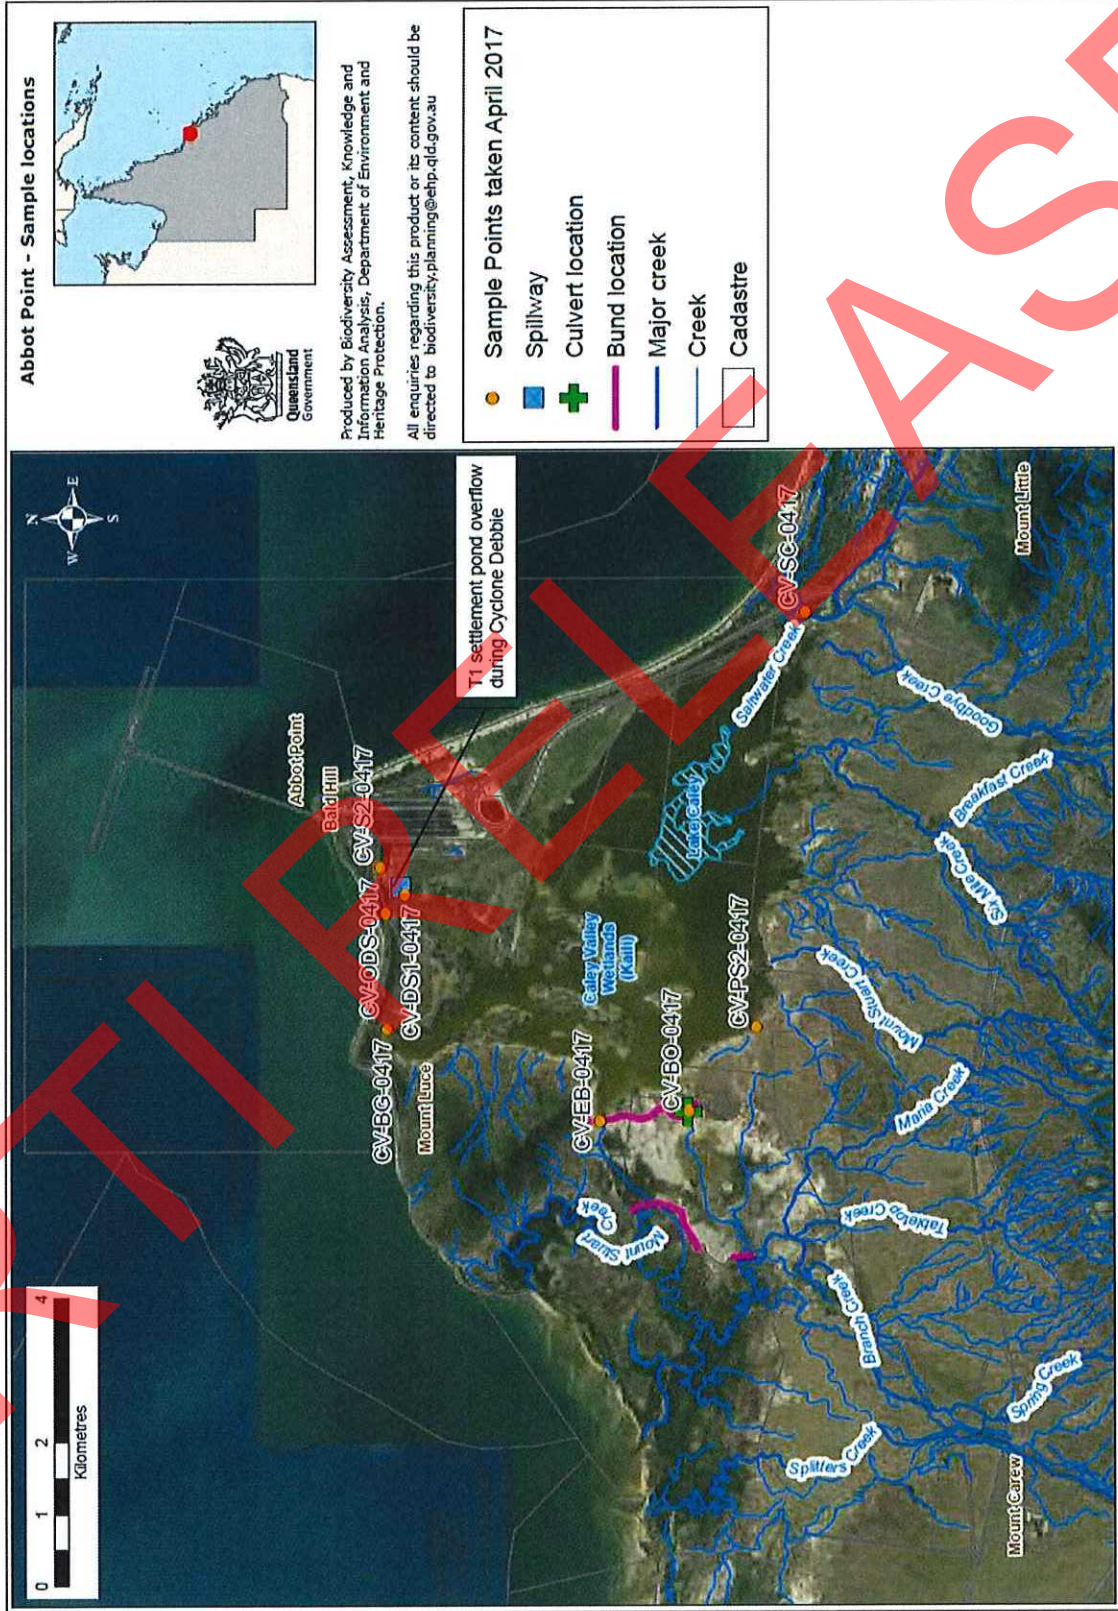 Abbot Point - Sample locations
Queensland
Government
Produced by Biodiversity Assessment, Knowledge and
Information Analysis, Department of Environment and
Heritage Protection.
All enquiries regarding this product or its content should be
directed to biodiversity.planning@ehp.qld.gov.au
Sample Points taken April 2017
Spillway
Culvert location
Bund location
Major creek
Creek
Cadastre
0 1 2 4
Kilometres
N
W E
S
Abbot Point
Bald Hill
CV-S2-0417
CV-ODS-0417
CV-DS1-0417
CV-BG-0417
Mount Luce
T1 settlement pond overflow
during Cyclone Debbie
CV-EB-0417
Caley Valley
Wetlands
(Kaili)
CV-BO-0417
Lake Caley
CV-PS2-0417
Saltwater Creek
CV-SC-0417
Mount Stuart
Creek
Mount Stuart Creek
Maria Creek
Tabletop Creek
Branch Creek
Splitters Creek
Spring Creek
Mount Carew
Six Mile Creek
Breakfast Creek
Goodbye Creek
Mount Little
RTI RELEASE